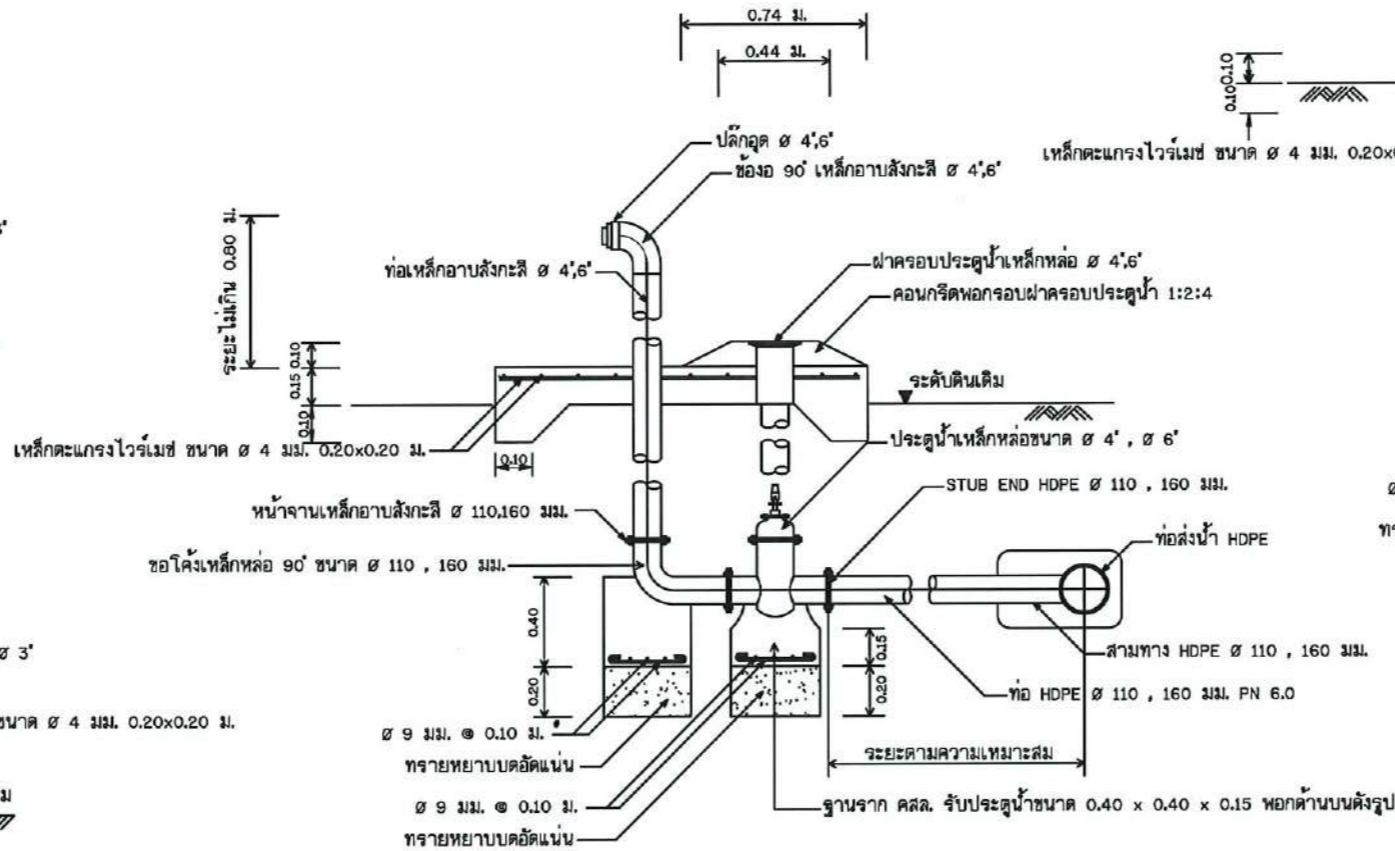 0.74 ม.
0.44 ม.
0.10
0.10
ปลั๊กอุด Ø 4",6"
เหล็กตะแกรงไวร์เมซ ขนาด Ø 4 มม. 0.20x
ข้องอ 90° เหล็กอาบสังกะสี Ø 4",6"
ระยะไม่เกิน 0.80 ม.
ท่อเหล็กอาบสังกะสี Ø 4",6"
ฝาครอบประตูน้ำเหล็กหล่อ Ø 4",6"
คอนกรีตพอกรอบฝาครอบประตูน้ำ 1:2:4
0.10
0.15
0.10
ระดับดินเดิม
ประตูน้ำเหล็กหล่อขนาด Ø 4" , Ø 6"
เหล็กตะแกรงไวร์เมซ ขนาด Ø 4 มม. 0.20x0.20 ม.
0.10
STUB END HDPE Ø 110 , 160 มม.
หน้าจานเหล็กอาบสังกะสี Ø 110,160 มม.
ท่อส่งน้ำ HDPE
ขอโค้งเหล็กหล่อ 90° ขนาด Ø 110 , 160 มม.
0.40
0.20
0.15
0.20
Ø 3"
สามทาง HDPE Ø 110 , 160 มม.
ท่อ HDPE Ø 110 , 160 มม. PN 6.0
ขนาด Ø 4 มม. 0.20x0.20 ม.
Ø 9 มม. @ 0.10 ม.
ระยะตามความเหมาะสม
ทรายหยาบบดอัดแน่น
Ø 9 มม. @ 0.10 ม.
ฐานราก คสล. รับประตูน้ำขนาด 0.40 x 0.40 x 0.15 พอกด้านบนดังรูป
ทรายหยาบบดอัดแน่น